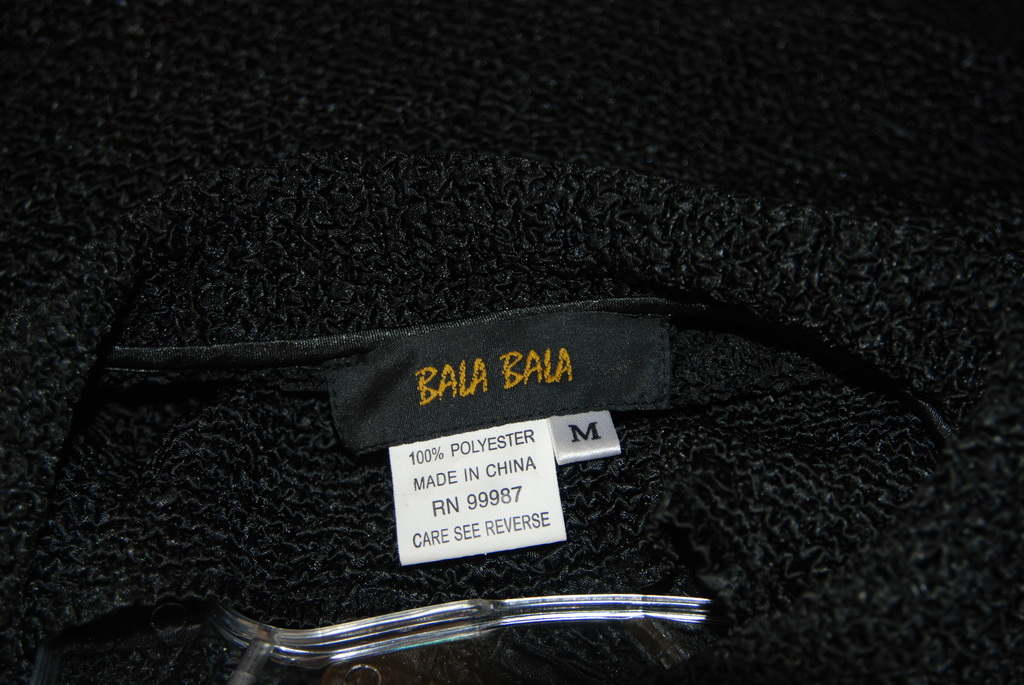 BALA BALA
M
100% POLYESTER
MADE IN CHINA
RN 99987
CARE SEE REVERSE